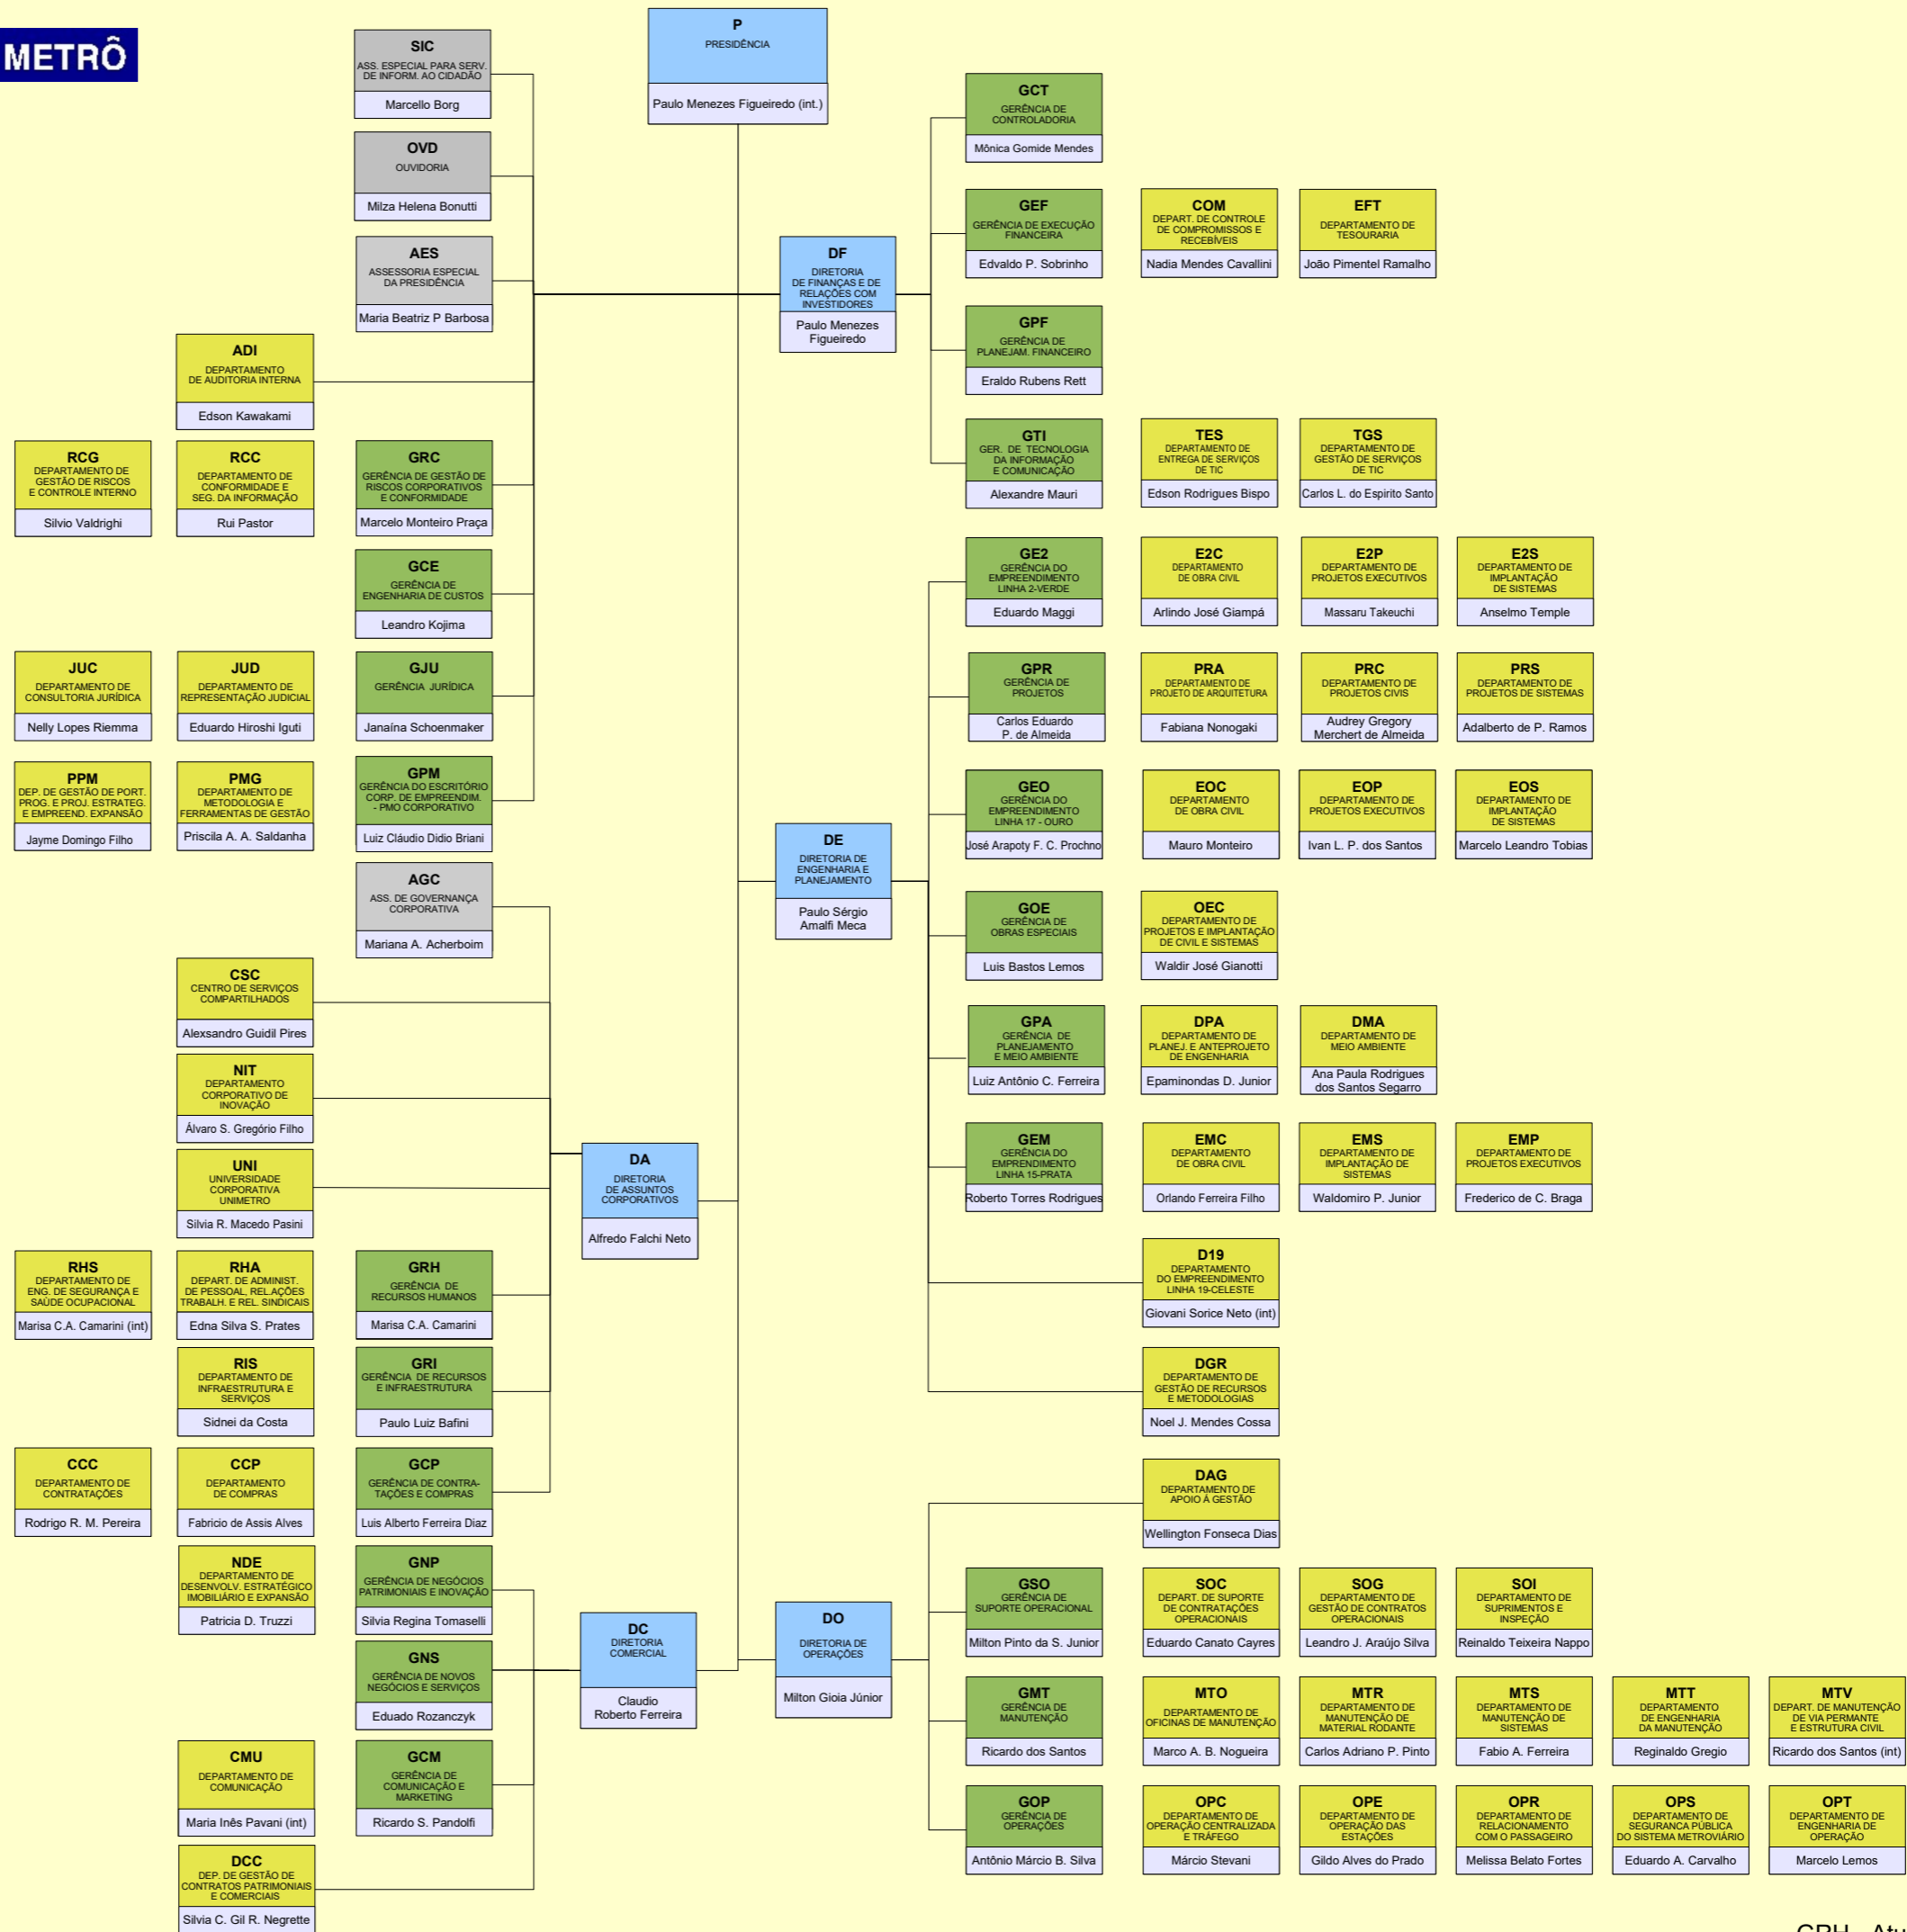 METRÔ
P
PRESIDÊNCIA
Paulo Menezes Figueiredo (int.)
SIC
ASS. ESPECIAL PARA SERV.
DE INFORM. AO CIDADÃO
Marcello Borg
OVD
OUVIDORIA
Milza Helena Bonutti
AES
ASSESSORIA ESPECIAL
DA PRESIDÊNCIA
Maria Beatriz P Barbosa
ADI
DEPARTAMENTO
DE AUDITORIA INTERNA
Edson Kawakami
RCG
DEPARTAMENTO DE
GESTÃO DE RISCOS
E CONTROLE INTERNO
Silvio Valdrighi
RCC
DEPARTAMENTO DE
CONFORMIDADE E
SEG. DA INFORMAÇÃO
Rui Pastor
GRC
GERÊNCIA DE GESTÃO DE
RISCOS CORPORATIVOS
E CONFORMIDADE
Marcelo Monteiro Praça
GCE
GERÊNCIA DE
ENGENHARIA DE CUSTOS
Leandro Kojima
JUC
DEPARTAMENTO DE
CONSULTORIA JURÍDICA
Nelly Lopes Riemma
JUD
DEPARTAMENTO DE
REPRESENTAÇÃO JUDICIAL
Eduardo Hiroshi Iguti
GJU
GERÊNCIA JURÍDICA
Janaína Schoenmaker
PPM
DEP. DE GESTÃO DE PORT.
PROG. E PROJ. ESTRATEG.
E EMPREEND. EXPANSÃO
Jayme Domingo Filho
PMG
DEPARTAMENTO DE
METODOLOGIA E
FERRAMENTAS DE GESTÃO
Priscila A. A. Saldanha
GPM
GERÊNCIA DO ESCRITÓRIO
CORP. DE EMPREENDIM.
- PMO CORPORATIVO
Luiz Cláudio Didio Briani
AGC
ASS. DE GOVERNANÇA
CORPORATIVA
Mariana A. Acherboim
CSC
CENTRO DE SERVIÇOS
COMPARTILHADOS
Alexsandro Guidil Pires
NIT
DEPARTAMENTO
CORPORATIVO DE
INOVAÇÃO
Álvaro S. Gregório Filho
UNI
UNIVERSIDADE
CORPORATIVA
UNIMETRO
Silvia R. Macedo Pasini
DA
DIRETORIA
DE ASSUNTOS
CORPORATIVOS
Alfredo Falchi Neto
RHS
DEPARTAMENTO DE
ENG. DE SEGURANÇA E
SAÚDE OCUPACIONAL
Marisa C.A. Camarini (int)
RHA
DEPART. DE ADMINIST.
DE PESSOAL, REL.AÇÕES
TRABALH. E REL. SINDICAIS
Edna Silva S. Prates
GRH
GERÊNCIA DE
RECURSOS HUMANOS
Marisa C.A. Camarini
RIS
DEPARTAMENTO DE
INFRAESTRUTURA E
SERVIÇOS
Sidnei da Costa
GRI
GERÊNCIA DE RECURSOS
E INFRAESTRUTURA
Paulo Luiz Bafini
CCC
DEPARTAMENTO DE
CONTRATAÇÕES
Rodrigo R. M. Pereira
CCP
DEPARTAMENTO
DE COMPRAS
Fabricio de Assis Alves
GCP
GERÊNCIA DE CONTRA-
TAÇÕES E COMPRAS
Luis Alberto Ferreira Diaz
NDE
DEPARTAMENTO DE
DESENVOLV. ESTRATÉGICO
IMOBILIÁRIO E EXPANSÃO
Patricia D. Truzzi
GNP
GERÊNCIA DE NEGÓCIOS
PATRIMONIAIS E INOVAÇÃO
Silvia Regina Tomaselli
GNS
GERÊNCIA DE NOVOS
NEGÓCIOS E SERVIÇOS
Eduado Rozanczyk
DC
DIRETORIA
COMERCIAL
Claudio
Roberto Ferreira
CMU
DEPARTAMENTO DE
COMUNICAÇÃO
Maria Inês Pavani (int)
GCM
GERÊNCIA DE
COMUNICAÇÃO E
MARKETING
Ricardo S. Pandolfi
DCC
DEP. DE GESTÃO DE
CONTRATOS PATRIMONIAIS
E COMERCIAIS
Silvia C. Gil R. Negrette
DF
DIRETORIA
DE FINANÇAS E DE
RELAÇÕES COM
INVESTIDORES
Paulo Menezes
Figueiredo
GCT
GERÊNCIA DE
CONTROLADORIA
Mônica Gomide Mendes
GEF
GERÊNCIA DE EXECUÇÃO
FINANCEIRA
Edvaldo P. Sobrinho
COM
DEPART. DE CONTROLE
DE COMPROMISSOS E
RECEBÍVEIS
Nadia Mendes Cavallini
EFT
DEPARTAMENTO DE
TESOURARIA
João Pimentel Ramalho
GPF
GERÊNCIA DE
PLANEJAM. FINANCEIRO
Eraldo Rubens Rett
GTI
GER. DE TECNOLOGIA
DA INFORMAÇÃO
E COMUNICAÇÃO
Alexandre Mauri
TES
DEPARTAMENTO DE
ENTREGA DE SERVIÇOS
DE TIC
Edson Rodrigues Bispo
TGS
DEPARTAMENTO DE
GESTÃO DE SERVIÇOS
DE TIC
Carlos L. do Espirito Santo
DE
DIRETORIA DE
ENGENHARIA E
PLANEJAMENTO
Paulo Sérgio
Amalfi Meca
GE2
GERÊNCIA DO
EMPREENDIMENTO
LINHA 2-VERDE
Eduardo Maggi
E2C
DEPARTAMENTO
DE OBRA CIVIL
Arlindo José Giampá
E2P
DEPARTAMENTO DE
PROJETOS EXECUTIVOS
Massaru Takeuchi
E2S
DEPARTAMENTO DE
IMPLANTAÇÃO
DE SISTEMAS
Anselmo Temple
GPR
GERÊNCIA DE
PROJETOS
Carlos Eduardo
P. de Almeida
PRA
DEPARTAMENTO DE
PROJETO DE ARQUITETURA
Fabiana Nonogaki
PRC
DEPARTAMENTO DE
PROJETOS CIVIS
Audrey Gregory
Merchert de Almeida
PRS
DEPARTAMENTO DE
PROJETOS DE SISTEMAS
Adalberto de P. Ramos
GEO
GERÊNCIA DO
EMPREENDIMENTO
LINHA 17 - OURO
José Arapoty F. C. Prochno
EOC
DEPARTAMENTO
DE OBRA CIVIL
Mauro Monteiro
EOP
DEPARTAMENTO DE
PROJETOS EXECUTIVOS
Ivan L. P. dos Santos
EOS
DEPARTAMENTO DE
IMPLANTAÇÃO
DE SISTEMAS
Marcelo Leandro Tobias
GOE
GERÊNCIA DE
OBRAS ESPECIAIS
Luis Bastos Lemos
OEC
DEPARTAMENTO DE
PROJETOS E IMPLANTAÇÃO
DE CIVIL E SISTEMAS
Waldir José Gianotti
GPA
GERÊNCIA DE
PLANEJAMENTO
E MEIO AMBIENTE
Luiz Antônio C. Ferreira
DPA
DEPARTAMENTO DE
PLANEJ. E ANTEPROJETO
DE ENGENHARIA
Epaminondas D. Junior
DMA
DEPARTAMENTO DE
MEIO AMBIENTE
Ana Paula Rodrigues
dos Santos Segarro
GEM
GERÊNCIA DO
EMPRENDIMENTO
LINHA 15-PRATA
Roberto Torres Rodrigues
EMC
DEPARTAMENTO
DE OBRA CIVIL
Orlando Ferreira Filho
EMS
DEPARTAMENTO DE
IMPLANTAÇÃO DE
SISTEMAS
Waldomiro P. Junior
EMP
DEPARTAMENTO DE
PROJETOS EXECUTIVOS
Frederico de C. Braga
D19
DEPARTAMENTO
DO EMPREENDIMENTO
LINHA 19-CELESTE
Giovani Sorice Neto (int)
DGR
DEPARTAMENTO DE
GESTÃO DE RECURSOS
E METODOLOGIAS
Noel J. Mendes Cossa
DAG
DEPARTAMENTO DE
APOIO Á GESTÃO
Wellington Fonseca Dias
DO
DIRETORIA DE
OPERAÇÕES
Milton Gioia Júnior
GSO
GERÊNCIA DE
SUPORTE OPERACIONAL
Milton Pinto da S. Junior
SOC
DEPART. DE SUPORTE
DE CONTRATAÇÕES
OPERACIONAIS
Eduardo Canato Cayres
SOG
DEPARTAMENTO DE
GESTÃO DE CONTRATOS
OPERACIONAIS
Leandro J. Araújo Silva
SOI
DEPARTAMENTO DE
SUPRIMENTOS E
INSPEÇÃO
Reinaldo Teixeira Nappo
GMT
GERÊNCIA DE
MANUTENÇÃO
Ricardo dos Santos
MTO
DEPARTAMENTO DE
OFICINAS DE MANUTENÇÃO
Marco A. B. Nogueira
MTR
DEPARTAMENTO DE
MANUTENÇÃO DE
MATERIAL RODANTE
Carlos Adriano P. Pinto
MTS
DEPARTAMENTO DE
MANUTENÇÃO DE
SISTEMAS
Fabio A. Ferreira
MTT
DEPARTAMENTO
DE ENGENHARIA
DA MANUTENÇÃO
Reginaldo Gregio
MTV
DEPART. DE MANUTENÇÃO
DE VIA PERMANTE
E ESTRUTURA CIVIL
Ricardo dos Santos (int)
GOP
GERÊNCIA DE
OPERAÇÕES
Antônio Márcio B. Silva
OPC
DEPARTAMENTO DE
OPERAÇÃO CENTRALIZADA
E TRÁFEGO
Márcio Stevani
OPE
DEPARTAMENTO DE
OPERAÇÃO DAS
ESTAÇÕES
Gildo Alves do Prado
OPR
DEPARTAMENTO DE
RELACIONAMENTO
COM O PASSAGEIRO
Melissa Belato Fortes
OPS
DEPARTAMENTO DE
SEGURANCA PÚBLICA
DO SISTEMA METROVIÁRIO
Eduardo A. Carvalho
OPT
DEPARTAMENTO DE
ENGENHARIA DE
OPERAÇÃO
Marcelo Lemos